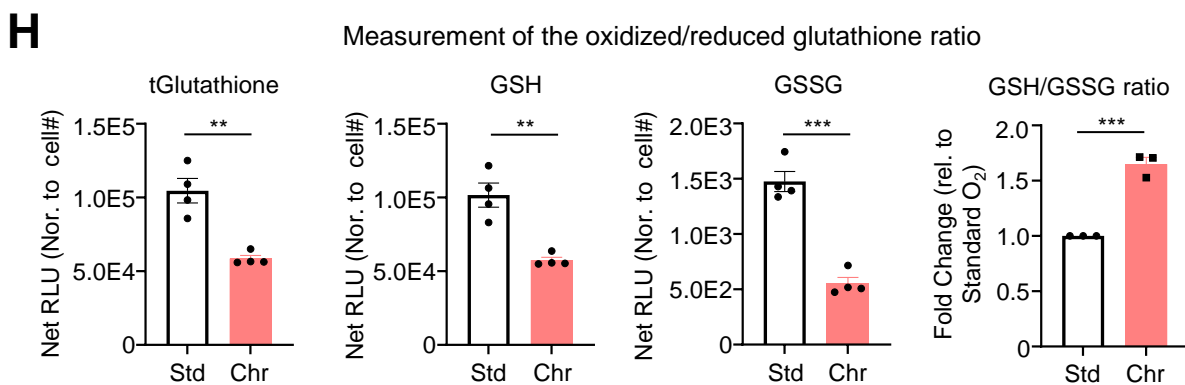 H
Measurement of the oxidized/reduced glutathione ratio
tGlutathione
Net RLU (Nor. to cell#)
1.5E5
1.0E5
5.0E4
0
**
Std Chr
GSH
Net RLU (Nor. to cell#)
1.5E5
1.0E5
5.0E4
0
**
Std Chr
GSSG
Net RLU (Nor. to cell#)
2.0E3
1.5E3
1.0E3
5.0E2
0
***
Std Chr
GSH/GSSG ratio
Fold Change (rel. to
Standard O₂)
2.0
1.5
1.0
0.5
0
***
Std Chr